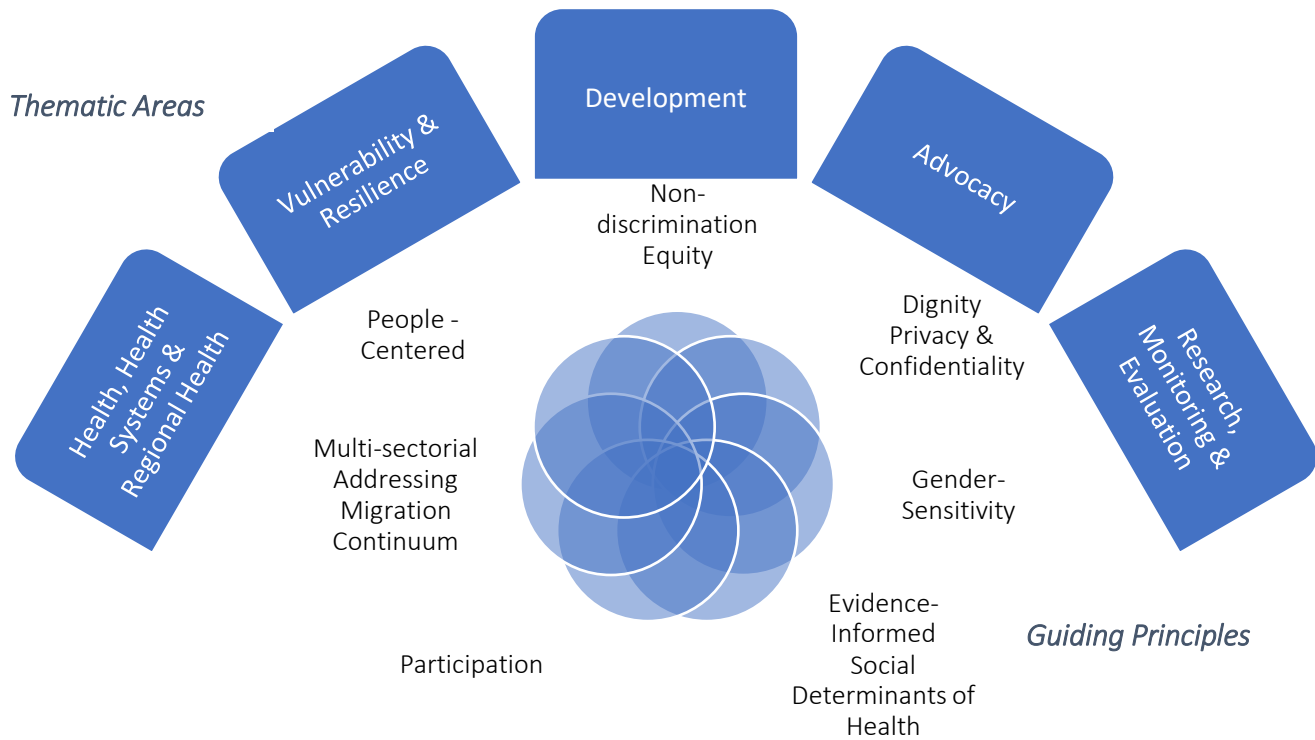 Thematic Areas
Health, Health
Systems &
Regional Health
Vulnerability &
Resilience
Development
Advocacy
Research,
Monitoring &
Evaluation
Non-
discrimination
Equity
Dignity
Privacy &
Confidentiality
Gender-
Sensitivity
Evidence-
Informed
Social
Determinants of
Health
Participation
Multi-sectorial
Addressing
Migration
Continuum
People -
Centered
Guiding Principles